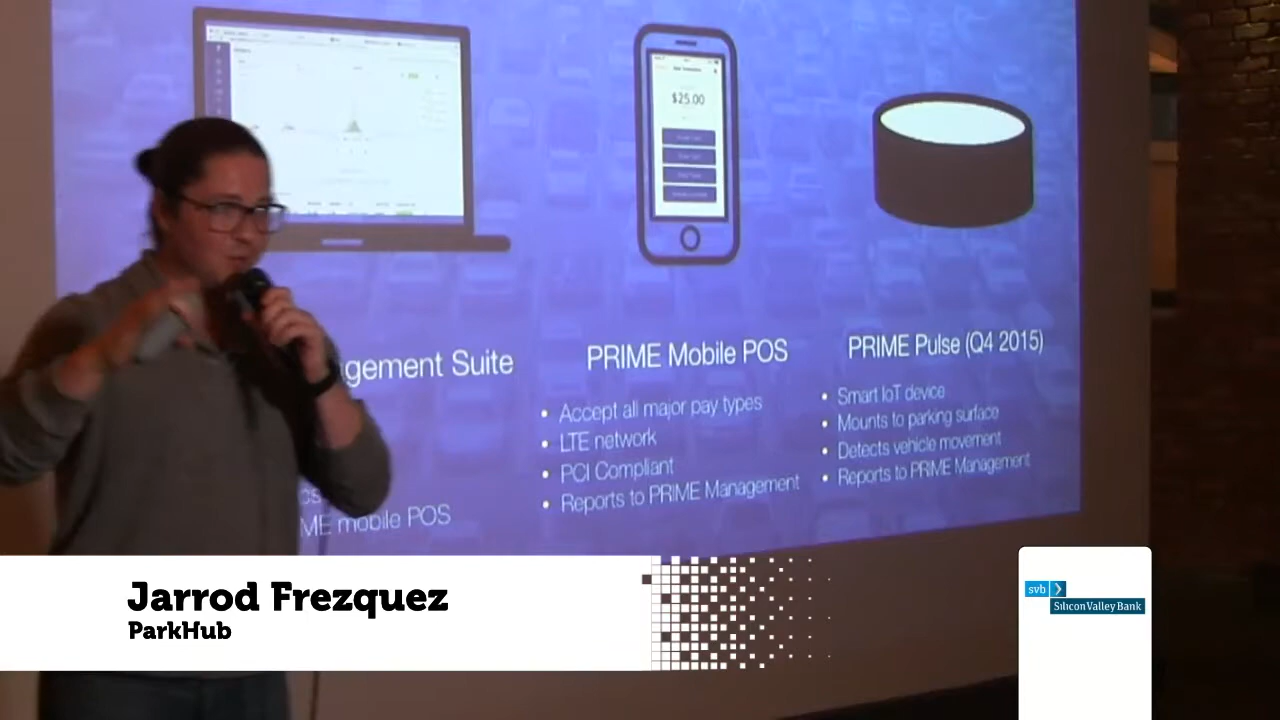 $25.00
gement Suite
ME mobile POS
PRIME Mobile POS
• Accept all major pay types
• LTE network
• PCI Compliant
• Reports to PRIME Management
PRIME Pulse (Q4 2015)
• Smart IoT device
• Mounts to parking surface
• Detects vehicle movement
• Reports to PRIME Management
Jarrod Frezquez
ParkHub
svb
Silicon Valley Bank